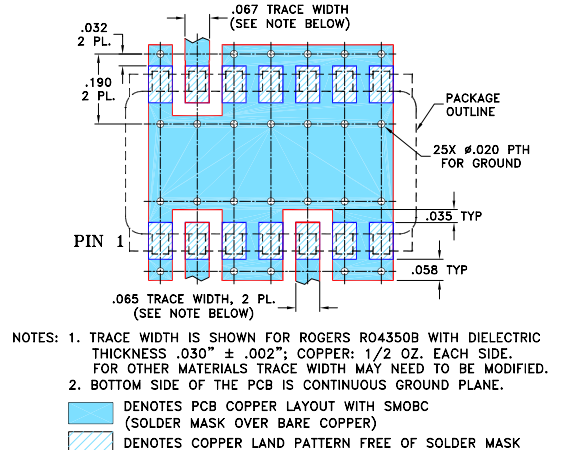 .067 TRACE WIDTH
(SEE NOTE BELOW)
.032
2 PL.
.190
2 PL.
PACKAGE
OUTLINE
25X ø.020 PTH
FOR GROUND
.035 TYP
PIN 1
.058 TYP
.065 TRACE WIDTH, 2 PL.
(SEE NOTE BELOW)
NOTES: 1. TRACE WIDTH IS SHOWN FOR ROGERS RO4350B WITH DIELECTRIC
THICKNESS .030" ± .002"; COPPER: 1/2 OZ. EACH SIDE.
FOR OTHER MATERIALS TRACE WIDTH MAY NEED TO BE MODIFIED.
2. BOTTOM SIDE OF THE PCB IS CONTINUOUS GROUND PLANE.
DENOTES PCB COPPER LAYOUT WITH SMOBC
(SOLDER MASK OVER BARE COPPER)
DENOTES COPPER LAND PATTERN FREE OF SOLDER MASK